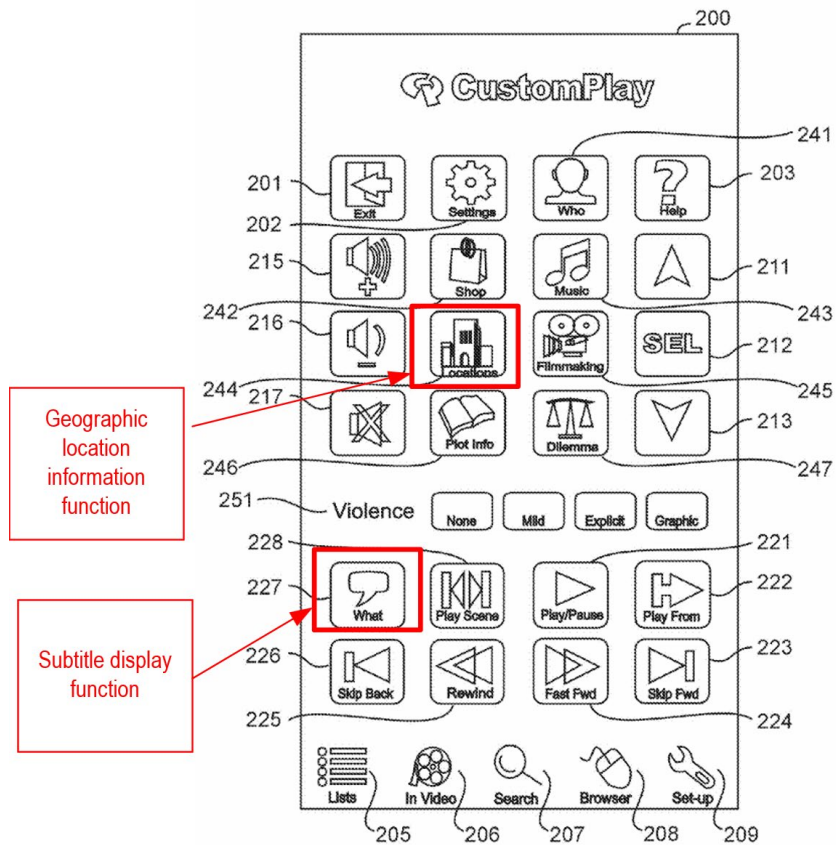 200
CustomPlay
241
201
203
Exit
Settings
Who
Help
202
215
211
Shop
Music
242
243
216
SEL
212
Locations
Filmmaking
244
245
Geographic
location
information
function
217
213
Plot Info
Dilemma
246
247
251
Violence
None
Mild
Explicit
Graphic
228
221
227
222
What
Play Scene
Play/Pause
Play From
Subtitle display
function
226
223
Skip Back
Rewind
Fast Fwd
Skip Fwd
225
224
Lists
In Video
Search
Browser
Set-up
205
206
207
208
209